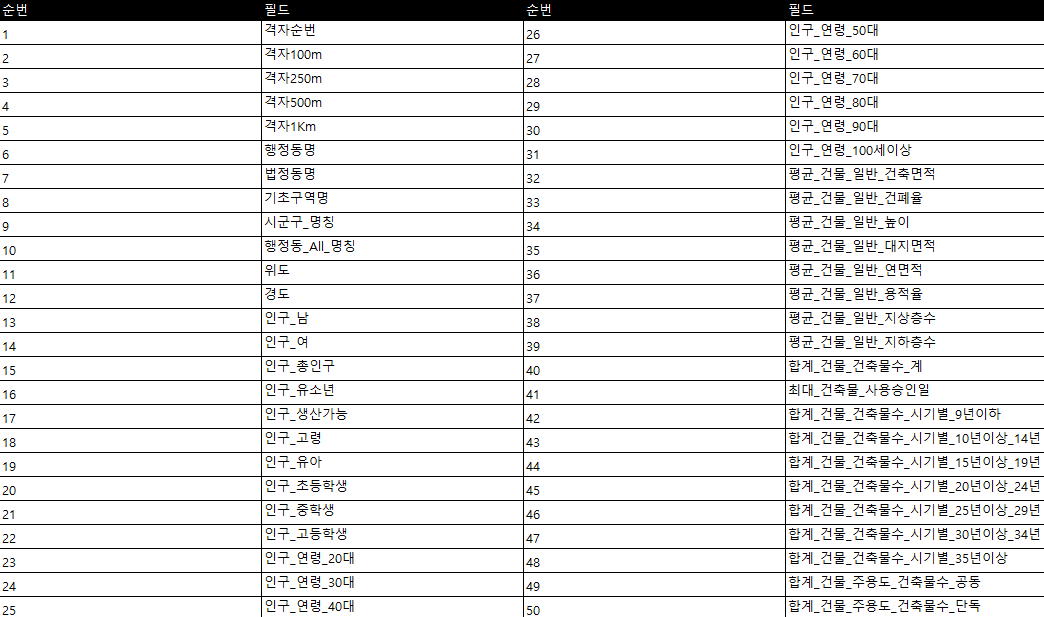 순번 필드 순번 필드
1 격자순번 26 인구_연령_50대
2 격자100m 27 인구_연령_60대
3 격자250m 28 인구_연령_70대
4 격자500m 29 인구_연령_80대
5 격자1Km 30 인구_연령_90대
6 행정동명 31 인구_연령_100세이상
7 법정동명 32 평균_건물_일반_건축면적
8 기초구역명 33 평균_건물_일반_건폐율
9 시군구_명칭 34 평균_건물_일반_높이
10 행정동_All_명칭 35 평균_건물_일반_대지면적
11 위도 36 평균_건물_일반_연면적
12 경도 37 평균_건물_일반_용적율
13 인구_남 38 평균_건물_일반_지상층수
14 인구_여 39 평균_건물_일반_지하층수
15 인구_총인구 40 합계_건물_건축물수_계
16 인구_유소년 41 최대_건축물_사용승인일
17 인구_생산가능 42 합계_건물_건축물수_시기별_9년이하
18 인구_고령 43 합계_건물_건축물수_시기별_10년이상_14년
19 인구_유아 44 합계_건물_건축물수_시기별_15년이상_19년
20 인구_초등학생 45 합계_건물_건축물수_시기별_20년이상_24년
21 인구_중학생 46 합계_건물_건축물수_시기별_25년이상_29년
22 인구_고등학생 47 합계_건물_건축물수_시기별_30년이상_34년
23 인구_연령_20대 48 합계_건물_건축물수_시기별_35년이상
24 인구_연령_30대 49 합계_건물_주용도_건축물수_공동
25 인구_연령_40대 50 합계_건물_주용도_건축물수_단독